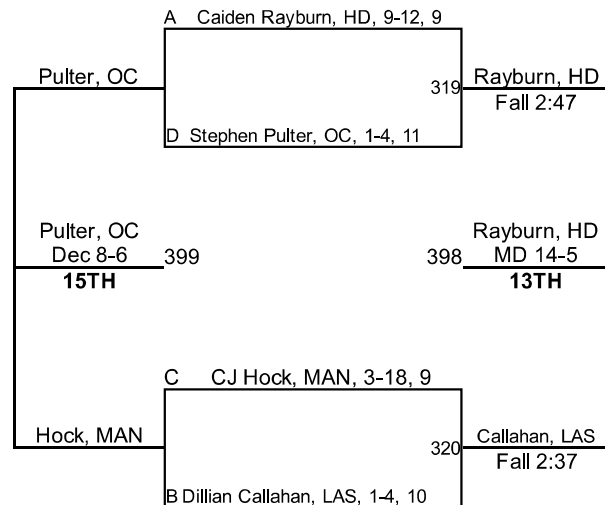 A Caiden Rayburn, HD, 9-12, 9
Pulter, OC
319
Rayburn, HD
Fall 2:47
D Stephen Pulter, OC, 1-4, 11
Pulter, OC
Dec 8-6
399
15TH
398
Rayburn, HD
MD 14-5
13TH
C CJ Hock, MAN, 3-18, 9
Hock, MAN
320
Callahan, LAS
Fall 2:37
B Dillian Callahan, LAS, 1-4, 10